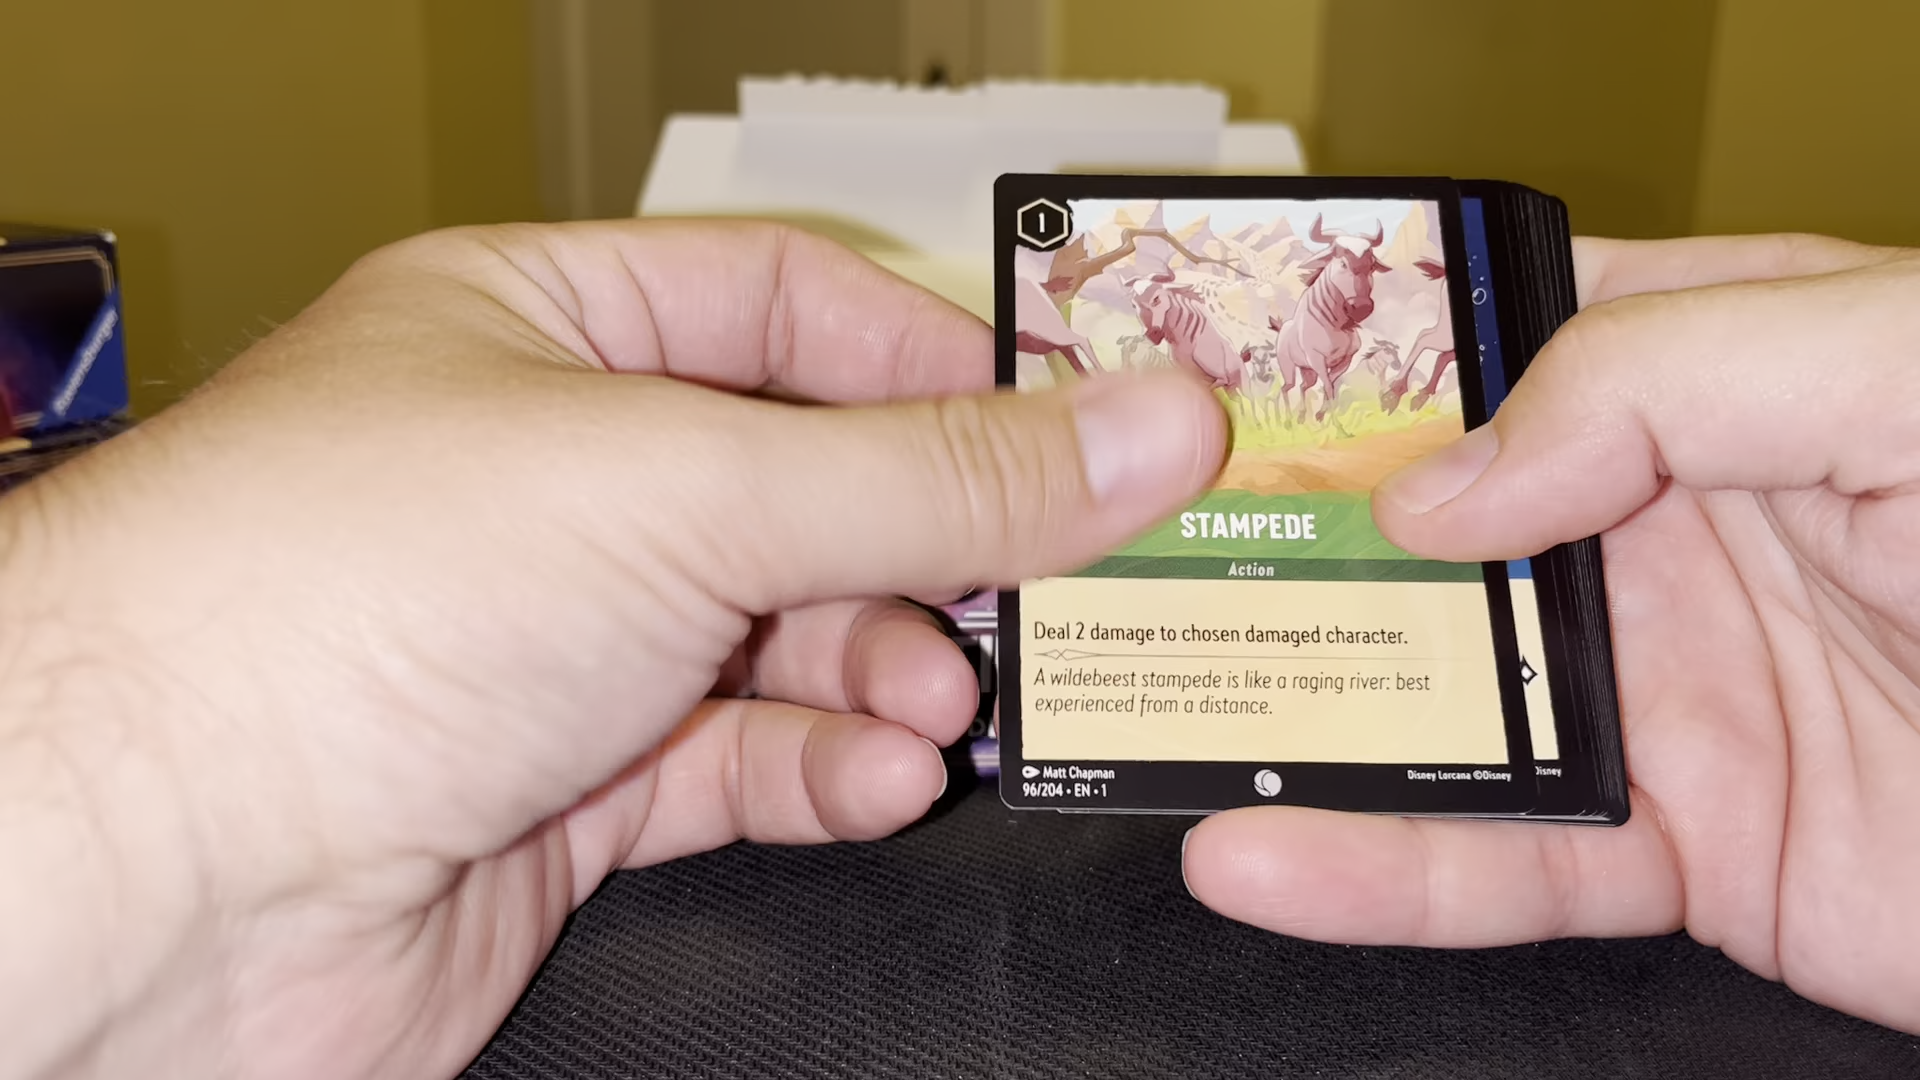 1
Ravensburger
STAMPEDE
Action
Deal 2 damage to chosen damaged character.
A wildebeest stampede is like a raging river: best
experienced from a distance.
Matt Chapman
96/204 • EN • 1
Disney Lorcana ©Disney
Disney